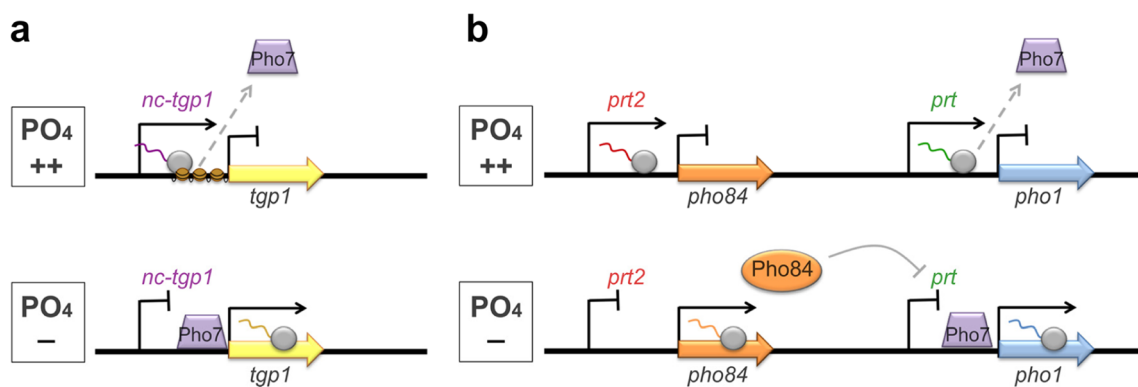 a
Pho7
nc-tgp1
PO4
++
tgp1
nc-tgp1
PO4
–
Pho7
tgp1
b
Pho7
prt2
prt
PO4
++
pho84
pho1
Pho84
prt2
prt
PO4
–
Pho7
pho84
pho1